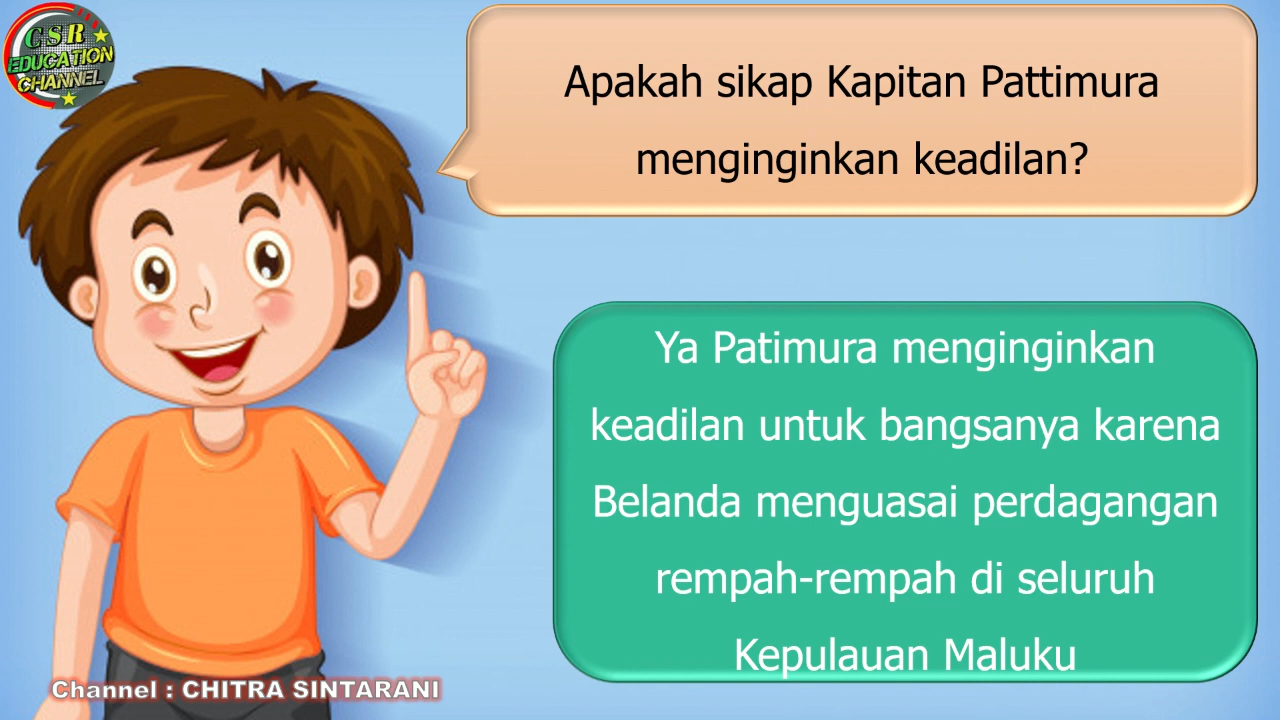 CSR
EDUCATION
CHANNEL
Apakah sikap Kapitan Pattimura
menginginkan keadilan?
Ya Patimura menginginkan
keadilan untuk bangsanya karena
Belanda menguasai perdagangan
rempah-rempah di seluruh
Kepulauan Maluku
Channel : CHITRA SINTARANI